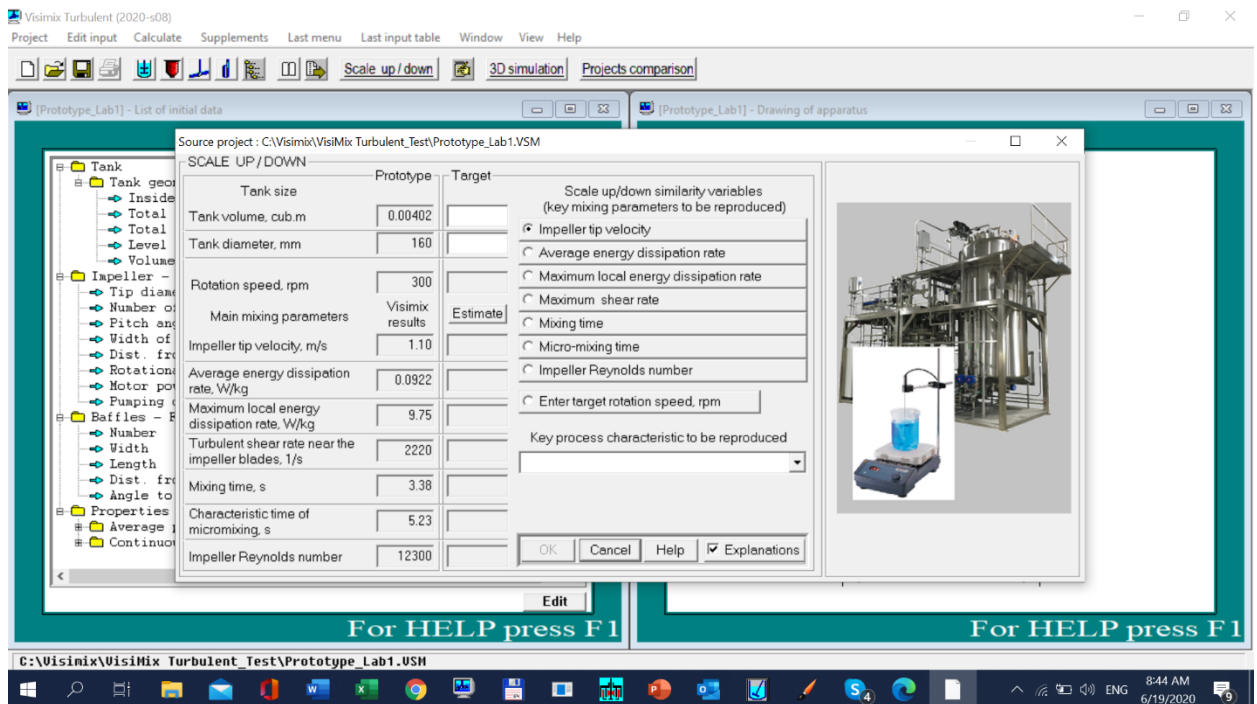 Visimix Turbulent (2020-s08)
Project Edit input Calculate Supplements Last menu Last input table Window View Help
Scale up / down 3D simulation Projects comparison
[Prototype_Lab1] - List of initial data
[Prototype_Lab1] - Drawing of apparatus
Source project : C:\Visimix\VisiMix Turbulent_Test\Prototype_Lab1.VSM
Tank
Tank geo
Inside
Total
Total
Level
Volume
Impeller -
Tip diame
Number o
Pitch ang
Width of
Dist. fro
Rotationa
Motor po
Pumping
Baffles - F
Number
Width
Length
Dist. fro
Angle to
Properties
Average
Continuo
SCALE UP / DOWN
Prototype Target
Tank size
Tank volume, cub.m 0.00402
Tank diameter, mm 160
Rotation speed, rpm 300
Main mixing parameters Visimix results Estimate
Impeller tip velocity, m/s 1.10
Average energy dissipation
rate, W/kg 0.0922
Maximum local energy
dissipation rate, W/kg 9.75
Turbulent shear rate near the
impeller blades, 1/s 2220
Mixing time, s 3.38
Characteristic time of
micromixing, s 5.23
Impeller Reynolds number 12300
Scale up/down similarity variables
(key mixing parameters to be reproduced)
Impeller tip velocity
Average energy dissipation rate
Maximum local energy dissipation rate
Maximum shear rate
Mixing time
Micro-mixing time
Impeller Reynolds number
Enter target rotation speed, rpm
Key process characteristic to be reproduced
OK Cancel Help Explanations
Edit
For HELP press F1
For HELP press F1
C:\Visimix\VisiMix Turbulent_Test\Prototype_Lab1.VSM
ENG
8:44 AM
6/19/2020
4
9